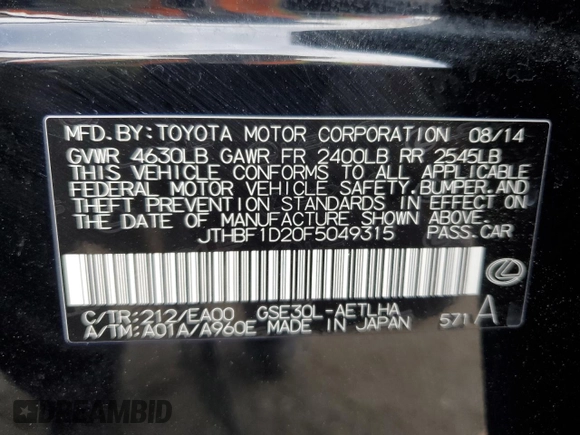 MFD.BY:TOYOTA MOTOR CORPORATION 08/14
GVWR 4630LB GAWR FR 2400LB RR 2545LB
THIS VEHICLE CONFORMS TO ALL APPLICABLE
FEDERAL MOTOR VEHICLE SAFETY,BUMPER,AND
THEFT PREVENTION STANDARDS IN EFFECT ON
THE DATE OF MANUFACTURE SHOWN ABOVE.
JTHBF1D20F5049315 PASS.CAR
C/TR:212/EA00 GSE30L-AETLHA
A/TM:A01A/A960E MADE IN JAPAN 571A
DREAMBID